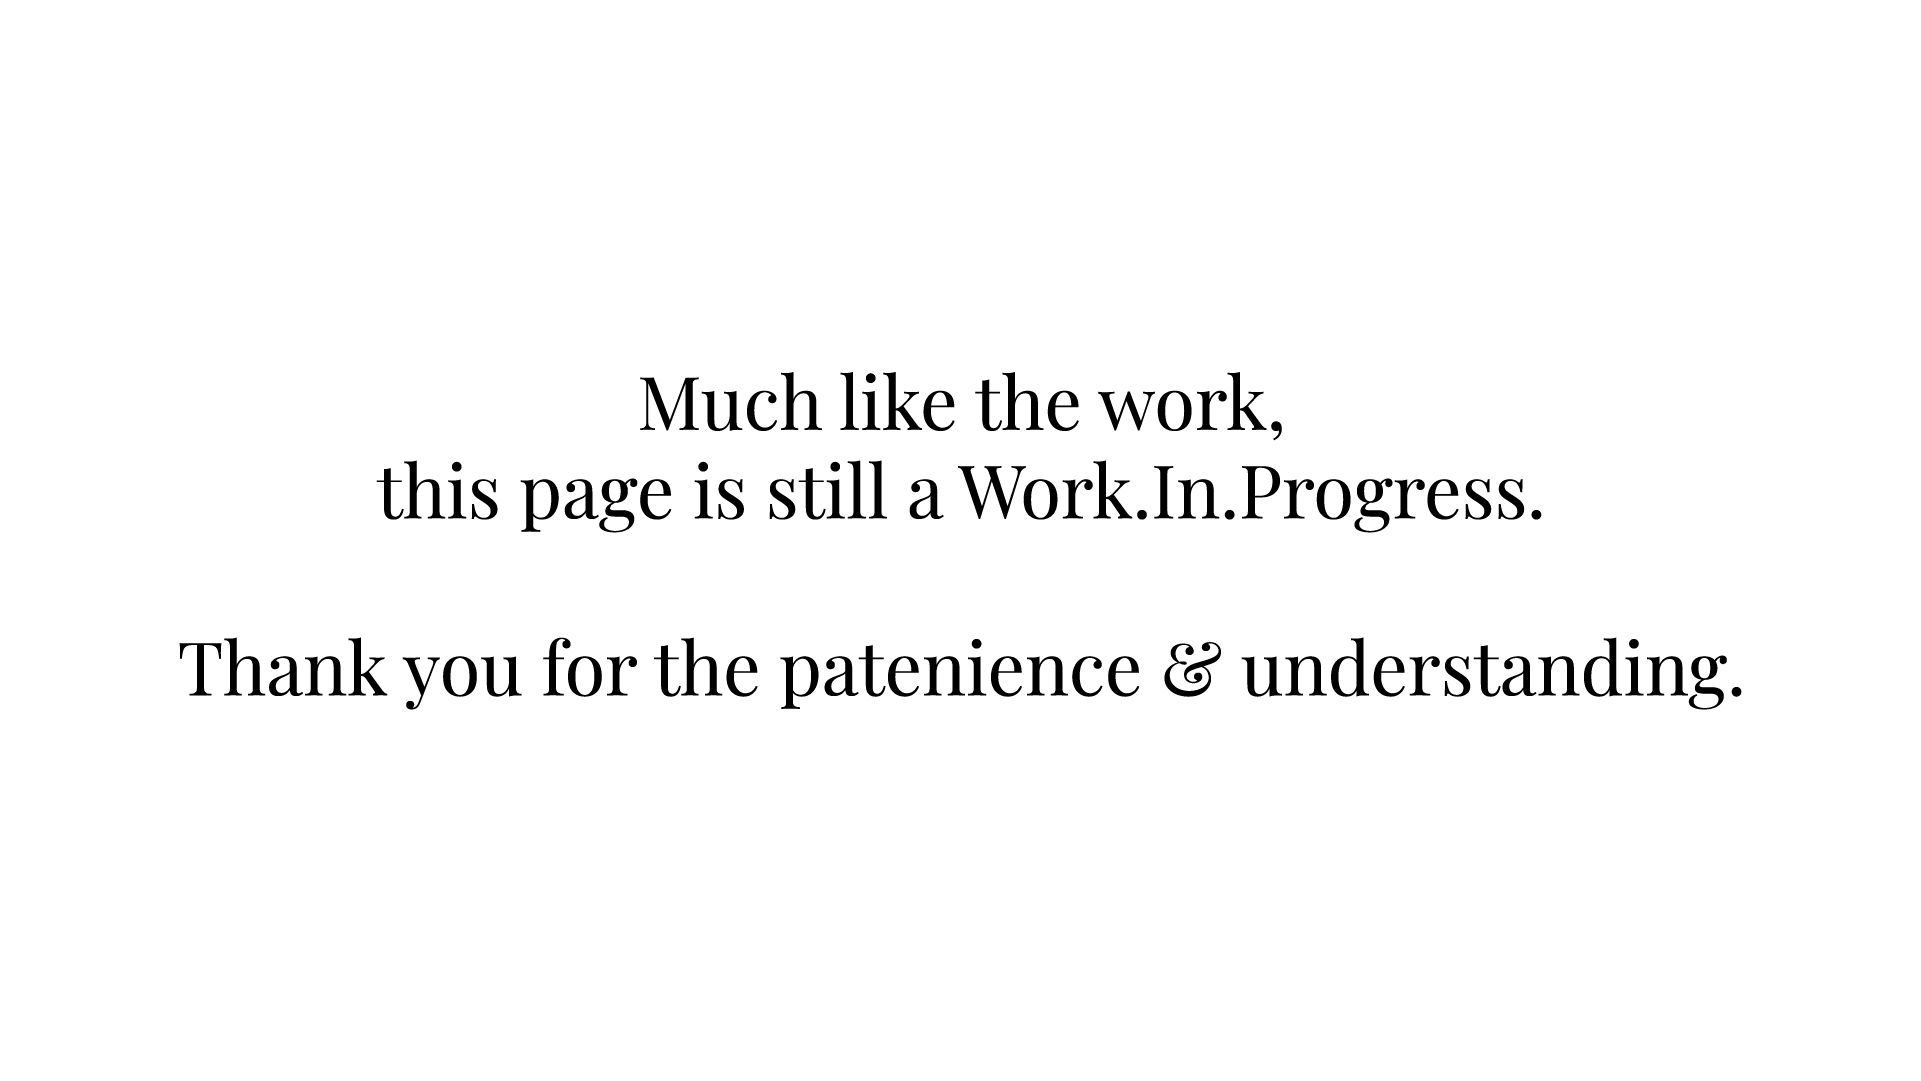 Much like the work,
this page is still a Work.In.Progress.
Thank you for the patenience & understanding.